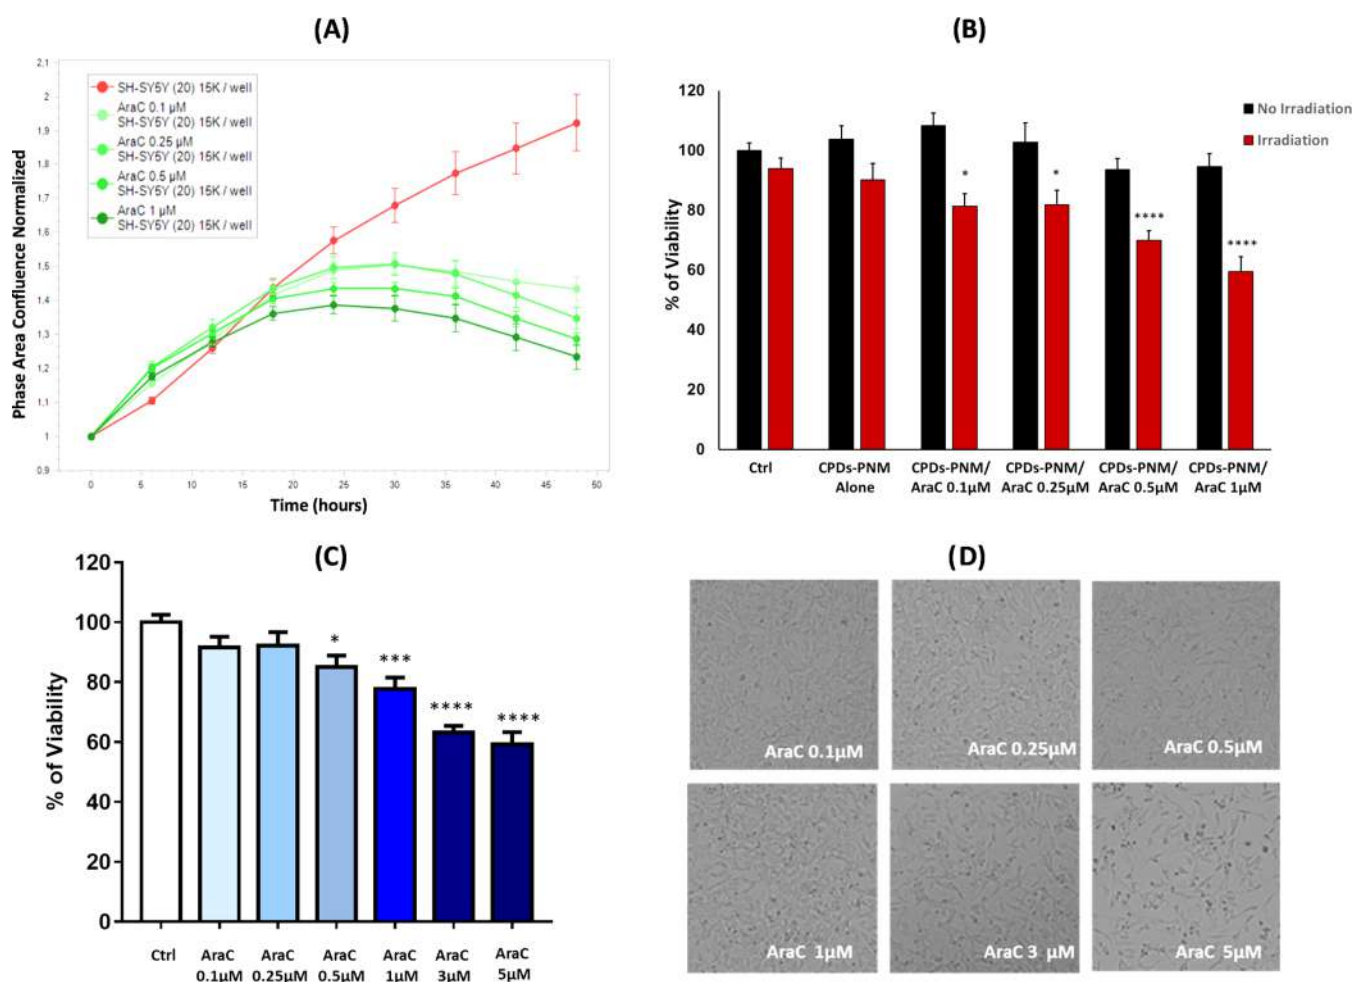 (A)
Phase Area Confluence Normalized
2,1
2
1,9
1,8
1,7
1,6
1,5
1,4
1,3
1,2
1,1
1
0,9
SH-SY5Y (20) 15K / well
AraC 0.1 µM
SH-SY5Y (20) 15K / well
AraC 0.25 µM
SH-SY5Y (20) 15K / well
AraC 0.5 µM
SH-SY5Y (20) 15K / well
AraC 1 µM
SH-SY5Y (20) 15K / well
0 5 10 15 20 25 30 35 40 45 50
Time (hours)
(B)
% of Viability
120
100
80
60
40
20
0
No Irradiation
Irradiation
* * **** ****
Ctrl
CPDs-PNM
Alone
CPDs-PNM/
AraC 0.1µM
CPDs-PNM/
AraC 0.25µM
CPDs-PNM/
AraC 0.5µM
CPDs-PNM/
AraC 1µM
(C)
% of Viability
120
100
80
60
40
20
0
* *** **** ****
Ctrl
AraC
0.1µM
AraC
0.25µM
AraC
0.5µM
AraC
1µM
AraC
3µM
AraC
5µM
(D)
AraC 0.1µM
AraC 0.25µM
AraC 0.5µM
AraC 1µM
AraC 3 µM
AraC 5µM